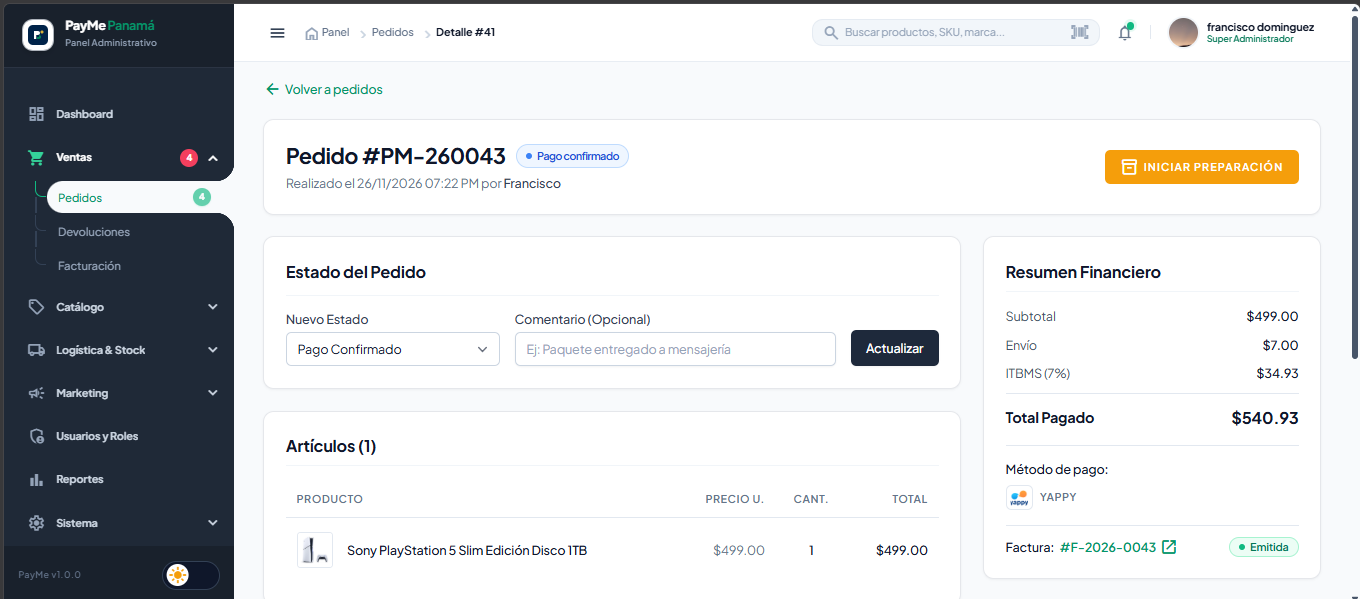 PayMe Panamá
Panel Administrativo
Panel
Pedidos
Detalle #41
Buscar productos, SKU, marca...
francisco dominguez
Super Administrador
Dashboard
Ventas
4
Pedidos
4
Devoluciones
Facturación
Catálogo
Logística & Stock
Marketing
Usuarios y Roles
Reportes
Sistema
PayMe v1.0.0
Volver a pedidos
Pedido #PM-260043
Pago confirmado
Realizado el 26/11/2026 07:22 PM por Francisco
INICIAR PREPARACIÓN
Estado del Pedido
Nuevo Estado
Comentario (Opcional)
Pago Confirmado
Ej: Paquete entregado a mensajería
Actualizar
Artículos (1)
PRODUCTO PRECIO U. CANT. TOTAL
Sony PlayStation 5 Slim Edición Disco 1TB $499.00 1 $499.00
Resumen Financiero
Subtotal $499.00
Envío $7.00
ITBMS (7%) $34.93
Total Pagado $540.93
Método de pago:
yappy
YAPPY
Factura: #F-2026-0043
Emitida